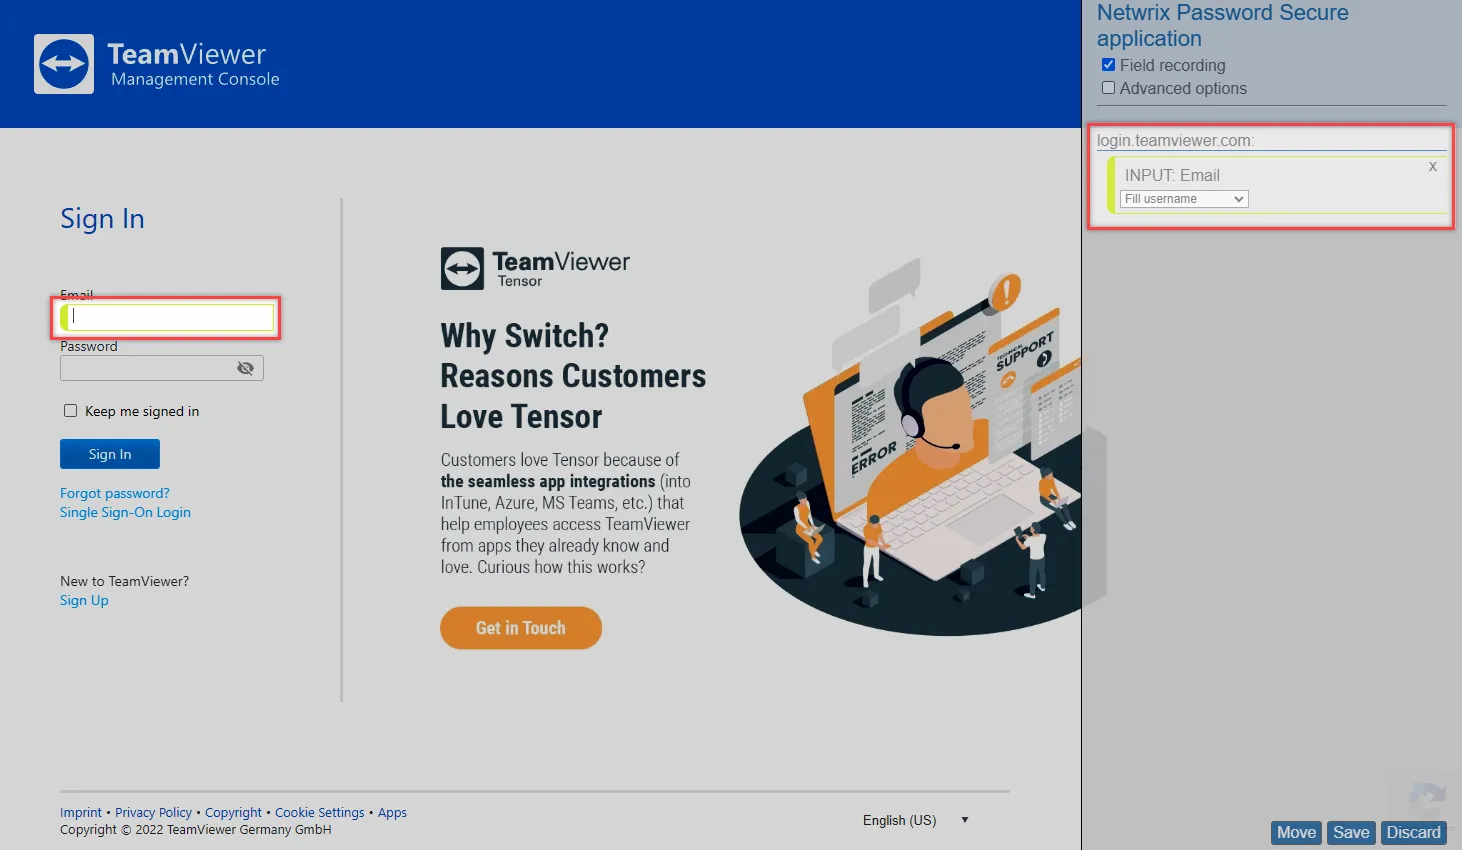 TeamViewer
Management Console
Sign In
Email
Password
Keep me signed in
Sign In
Forgot password?
Single Sign-On Login
New to TeamViewer?
Sign Up
TeamViewer
Tensor
Why Switch?
Reasons Customers
Love Tensor
Customers love Tensor because of
the seamless app integrations (into
InTune, Azure, MS Teams, etc.) that
help employees access TeamViewer
from apps they already know and
love. Curious how this works?
Get in Touch
TECHNICAL
SUPPORT
ERROR
Imprint • Privacy Policy • Copyright • Cookie Settings • Apps
Copyright © 2022 TeamViewer Germany GmbH
English (US)
Netwrix Password Secure
application
Field recording
Advanced options
login.teamviewer.com:
INPUT: Email
x
Fill username
Move
Save
Discard